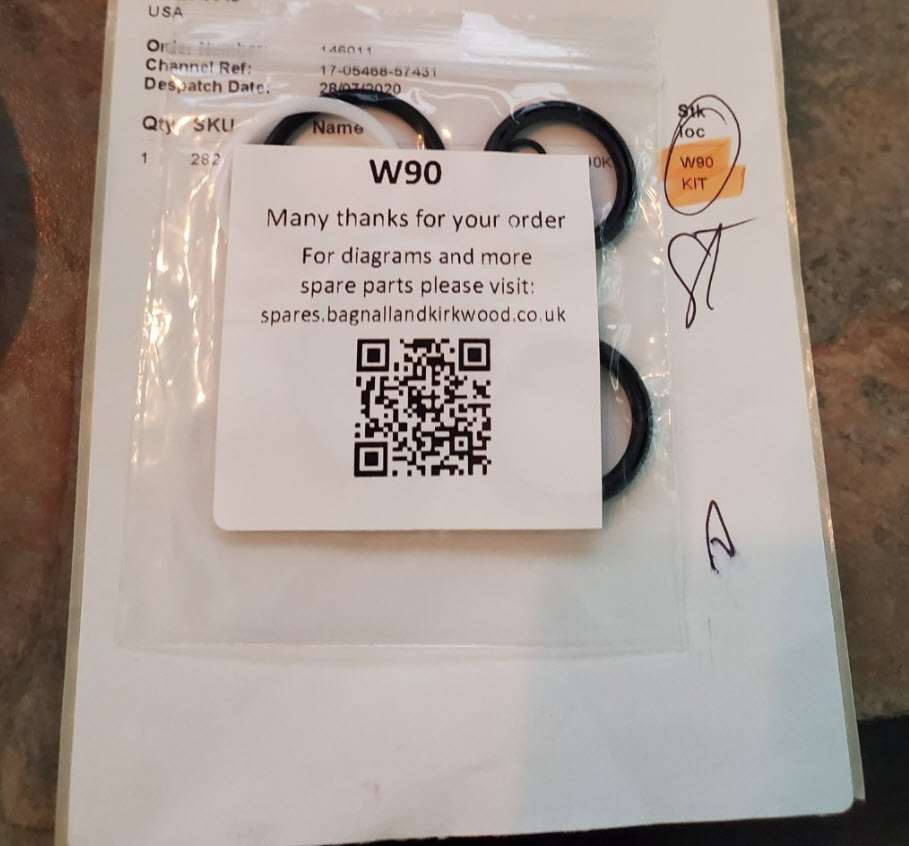 USA
Order Number: 146011
Channel Ref: 17-05468-57431
Despatch Date: 28/07/2020
Qty SKU Name Stk
loc
1 282 W90
KIT
W90
Many thanks for your order
For diagrams and more
spare parts please visit:
spares.bagnallandkirkwood.co.uk